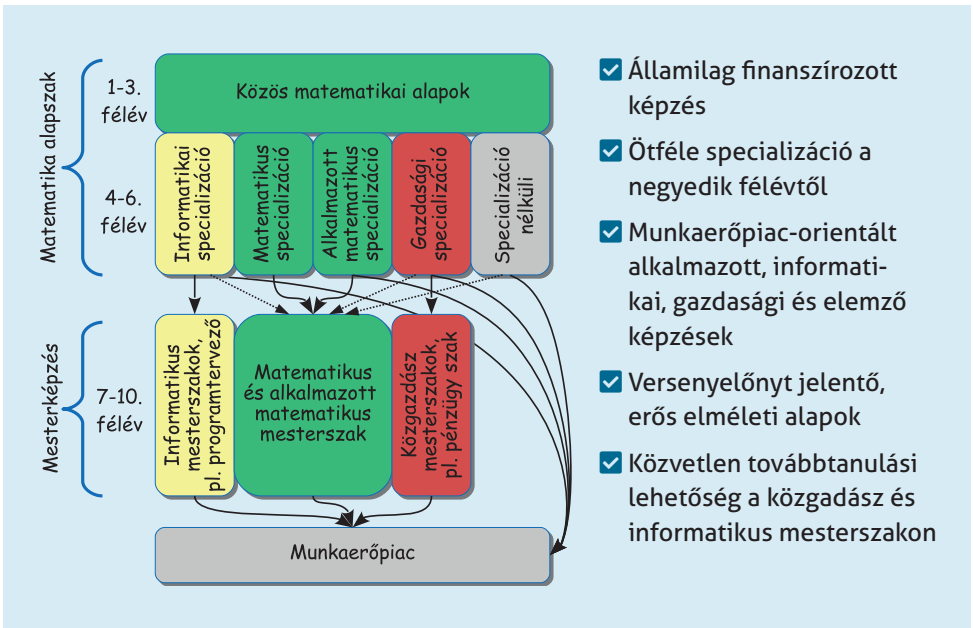 Matematika alapszak
1-3.
félév
Közös matematikai alapok
4-6.
félév
Informatikai
specializáció
Matematikus
specializáció
Alkalmazott
matematikus
specializáció
Gazdasági
specializáció
Specializáció
nélküli
Mesterképzés
7-10.
félév
Informatikus
mesterszakok,
pl. programtervező
Matematikus
és alkalmazott
matematikus
mesterszak
Közgazdász
mesterszakok,
pl. pénzügy szak
Munkaerőpiac
Államilag finanszírozott
képzés
Ötféle specializáció a
negyedik félévtől
Munkaerőpiac-orientált
alkalmazott, informati-
kai, gazdasági és elemző
képzések
Versenyelőnyt jelentő,
erős elméleti alapok
Közvetlen továbbtanulási
lehetőség a közgadász és
informatikus mesterszakon